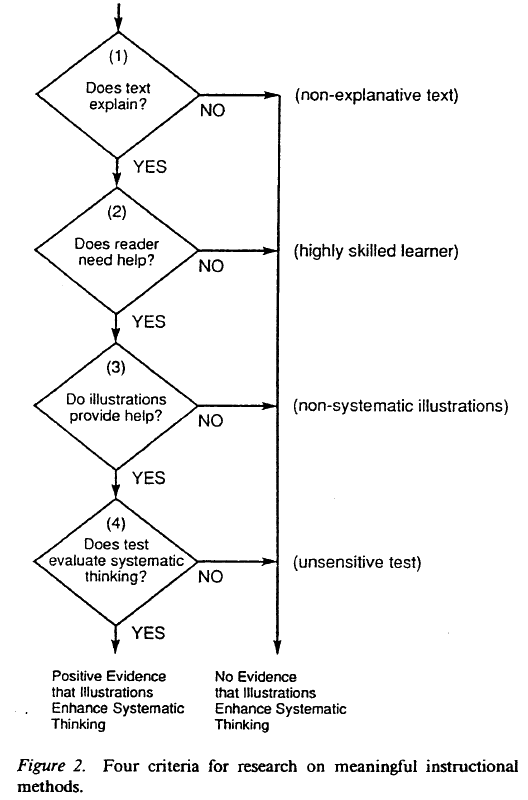 (1)
Does text
explain?
NO
(non-explanative text)
YES
(2)
Does reader
need help?
NO
(highly skilled learner)
YES
(3)
Do illustrations
provide help?
NO
(non-systematic illustrations)
YES
(4)
Does test
evaluate systematic
thinking?
NO
(unsensitive test)
YES
Positive Evidence
that Illustrations
Enhance Systematic
Thinking
No Evidence
that Illustrations
Enhance Systematic
Thinking
Figure 2. Four criteria for research on meaningful instructional
methods.